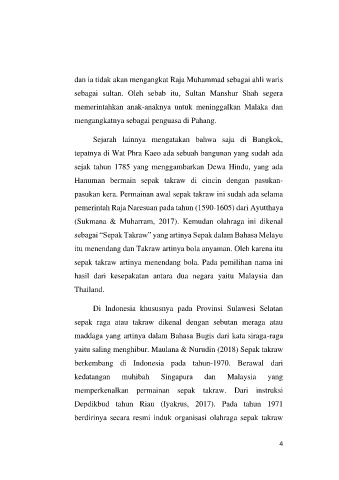 dan ia tidak akan mengangkat Raja Muhammad sebagai ahli waris
sebagai sultan. Oleh sebab itu, Sultan Manshur Shah segera
memerintahkan anak-anaknya untuk meninggalkan Malaka dan
mengangkatnya sebagai penguasa di Pahang.
Sejarah lainnya mengatakan bahwa saja di Bangkok,
tepatnya di Wat Phra Kaeo ada sebuah bangunan yang sudah ada
sejak tahun 1785 yang menggambarkan Dewa Hindu, yang ada
Hanuman bermain sepak takraw di cincin dengan pasukan-
pasukan kera. Permainan awal sepak takraw ini sudah ada selama
pemerintah Raja Naresuan pada tahun (1590-1605) dari Ayutthaya
(Sukmana & Muharram, 2017). Kemudan olahraga ini dikenal
sebagai “Sepak Takraw” yang artinya Sepak dalam Bahasa Melayu
itu menendang dan Takraw artinya bola anyaman. Oleh karena itu
sepak takraw artinya menendang bola. Pada pemilihan nama ini
hasil dari kesepakatan antara dua negara yaitu Malaysia dan
Thailand.
Di Indonesia khususnya pada Provinsi Sulawesi Selatan
sepak raga atau takraw dikenal dengan sebutan meraga atau
maddaga yang artinya dalam Bahasa Bugis dari kata siraga-raga
yaitu saling menghibur. Maulana & Nurudin (2018) Sepak takraw
berkembang di Indonesia pada tahun-1970. Berawal dari
kedatangan muhibah Singapura dan Malaysia yang
memperkenalkan permainan sepak takraw. Dari instruksi
Depdikbud tahun Riau (Iyakrus, 2017). Pada tahun 1971
berdirinya secara resmi induk organisasi olahraga sepak takraw
4